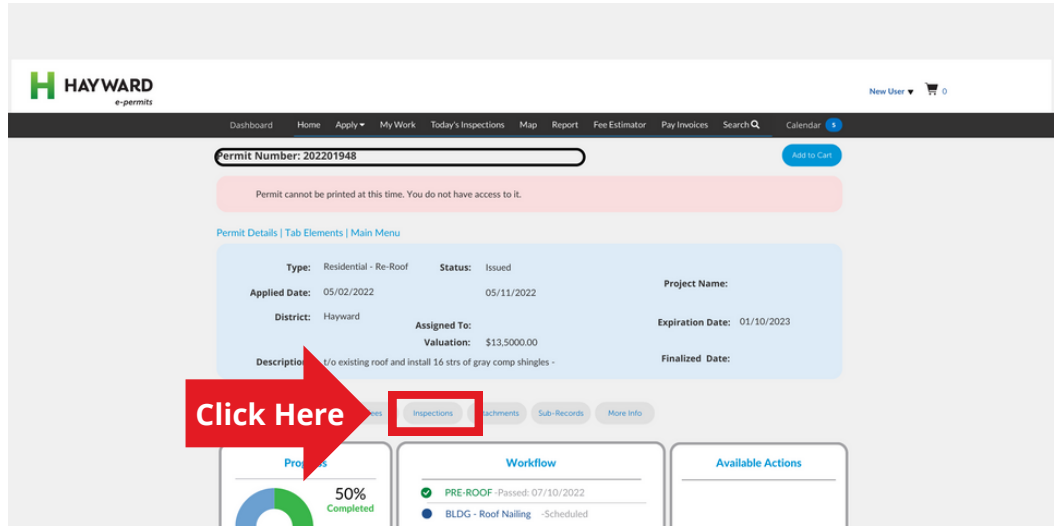 HAYWARD
e-permits
New User ▼ 0
Dashboard Home Apply▾ My Work Today's Inspections Map Report Fee Estimator Pay Invoices Search Calendar 5
Permit Number: 202201948
Add to Cart
Permit cannot be printed at this time. You do not have access to it.
Permit Details | Tab Elements | Main Menu
Type: Residential - Re-Roof Status: Issued
Project Name:
Applied Date: 05/02/2022 05/11/2022
District: Hayward
Assigned To:
Expiration Date: 01/10/2023
Valuation: $13,5000.00
Description t/o existing roof and install 16 strs of gray comp shingles -
Finalized Date:
Click Here
Inspections Sub-Records More Info
Workflow Available Actions
50%
Completed
PRE-ROOF -Passed: 07/10/2022
BLDG - Roof Nailing -Scheduled